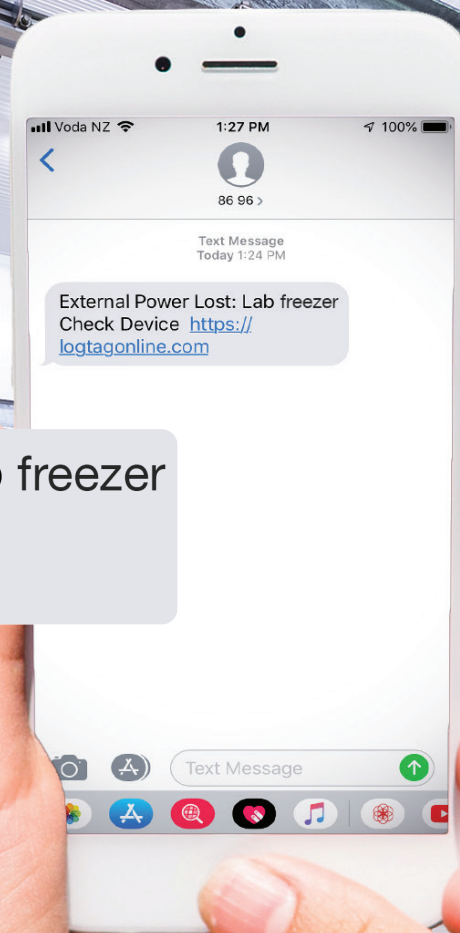 Voda NZ 1:27 PM 100%
86 96 >
Text Message
Today 1:24 PM
External Power Lost: Lab freezer
Check Device https://
logtagonline.com
freezer
Text Message